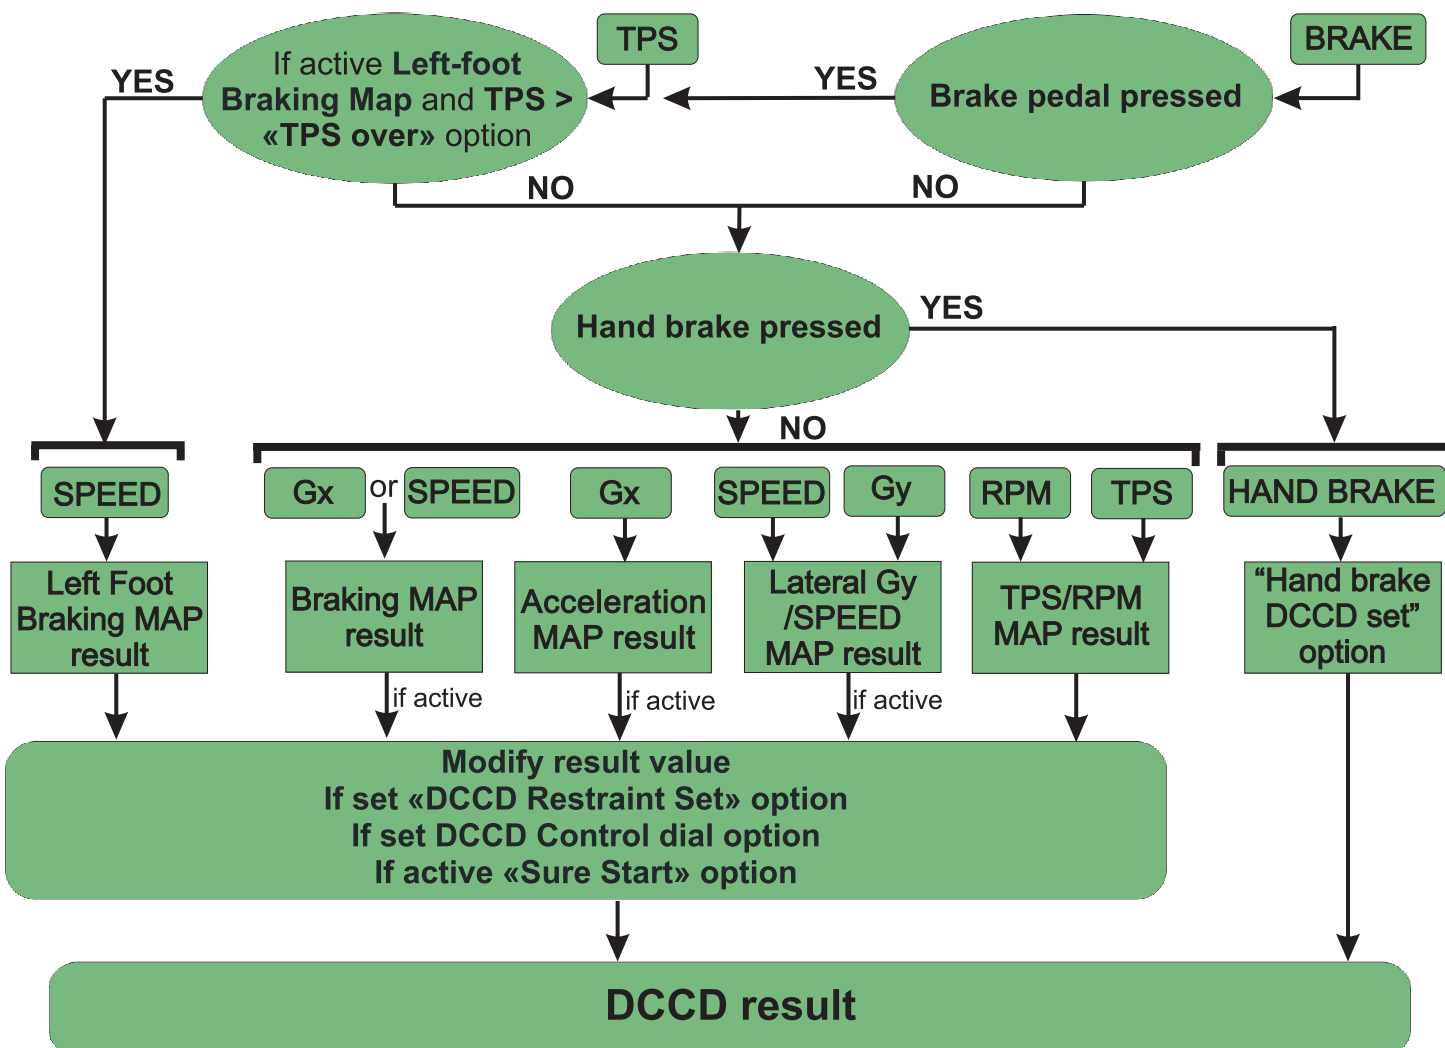 If active Left-foot
Braking Map and TPS >
«TPS over» option
TPS
BRAKE
YES
YES
Brake pedal pressed
NO
NO
Hand brake pressed
YES
NO
SPEED
Gx
or
SPEED
Gx
SPEED
Gy
RPM
TPS
HAND BRAKE
Left Foot
Braking MAP
result
Braking MAP
result
Acceleration
MAP result
Lateral Gy
/SPEED
MAP result
TPS/RPM
MAP result
“Hand brake
DCCD set”
option
if active
if active
if active
Modify result value
If set «DCCD Restraint Set» option
If set DCCD Control dial option
If active «Sure Start» option
DCCD result